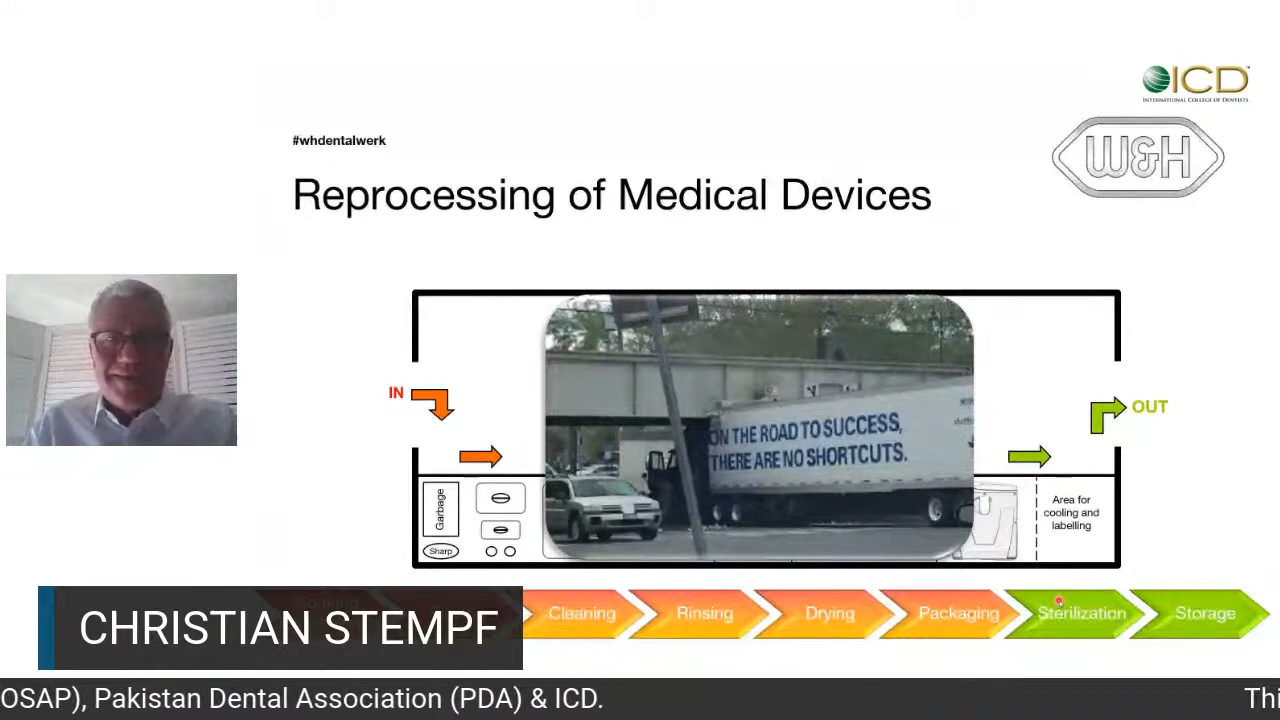 ICD
INTERNATIONAL COLLEGE OF DENTISTS
#whdentalwerk
W&H
Reprocessing of Medical Devices
IN
OUT
ON THE ROAD TO SUCCESS,
THERE ARE NO SHORTCUTS.
Garbage
Sharp
Area for
cooling and
labelling
CHRISTIAN STEMPF
Cleaning
Rinsing
Drying
Packaging
Sterilization
Storage
OSAP), Pakistan Dental Association (PDA) & ICD.
Thi